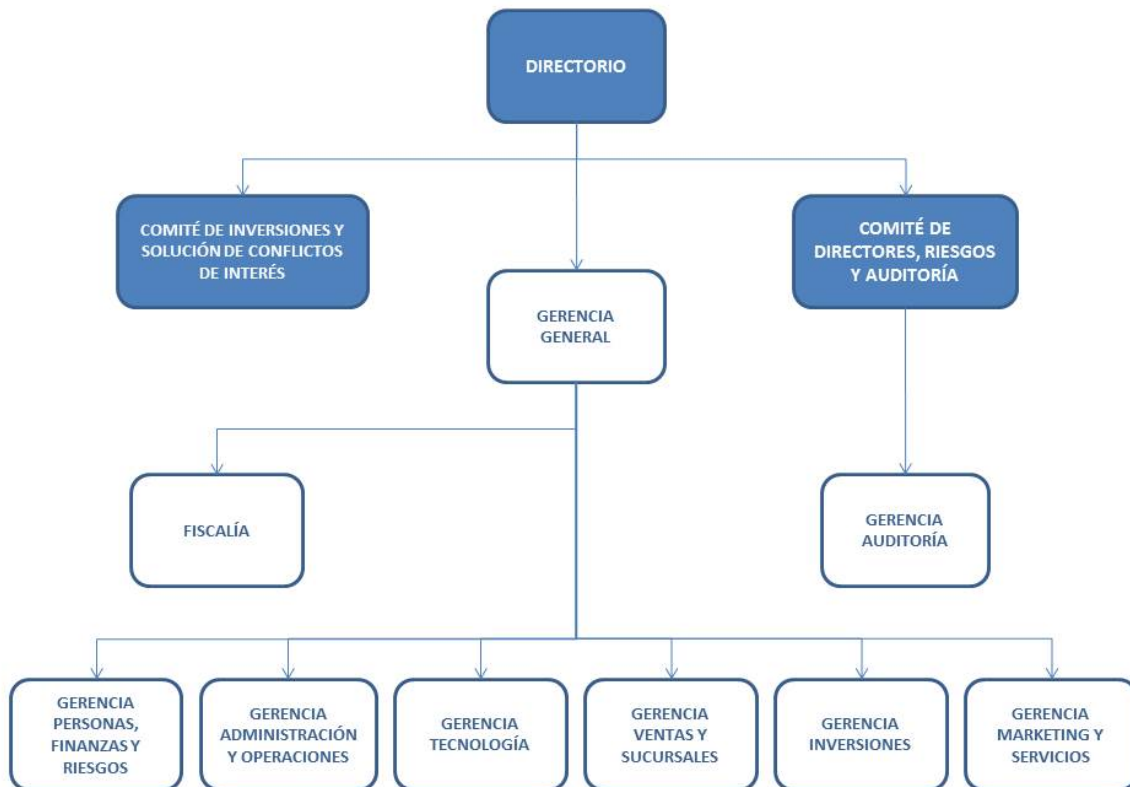 DIRECTORIO
COMITÉ DE INVERSIONES Y
SOLUCIÓN DE CONFLICTOS
DE INTERÉS
COMITÉ DE
DIRECTORES, RIESGOS
Y AUDITORÍA
GERENCIA
GENERAL
FISCALÍA
GERENCIA
AUDITORÍA
GERENCIA
PERSONAS,
FINANZAS Y
RIESGOS
GERENCIA
ADMINISTRACIÓN
Y OPERACIONES
GERENCIA
TECNOLOGÍA
GERENCIA
VENTAS Y
SUCURSALES
GERENCIA
INVERSIONES
GERENCIA
MARKETING Y
SERVICIOS